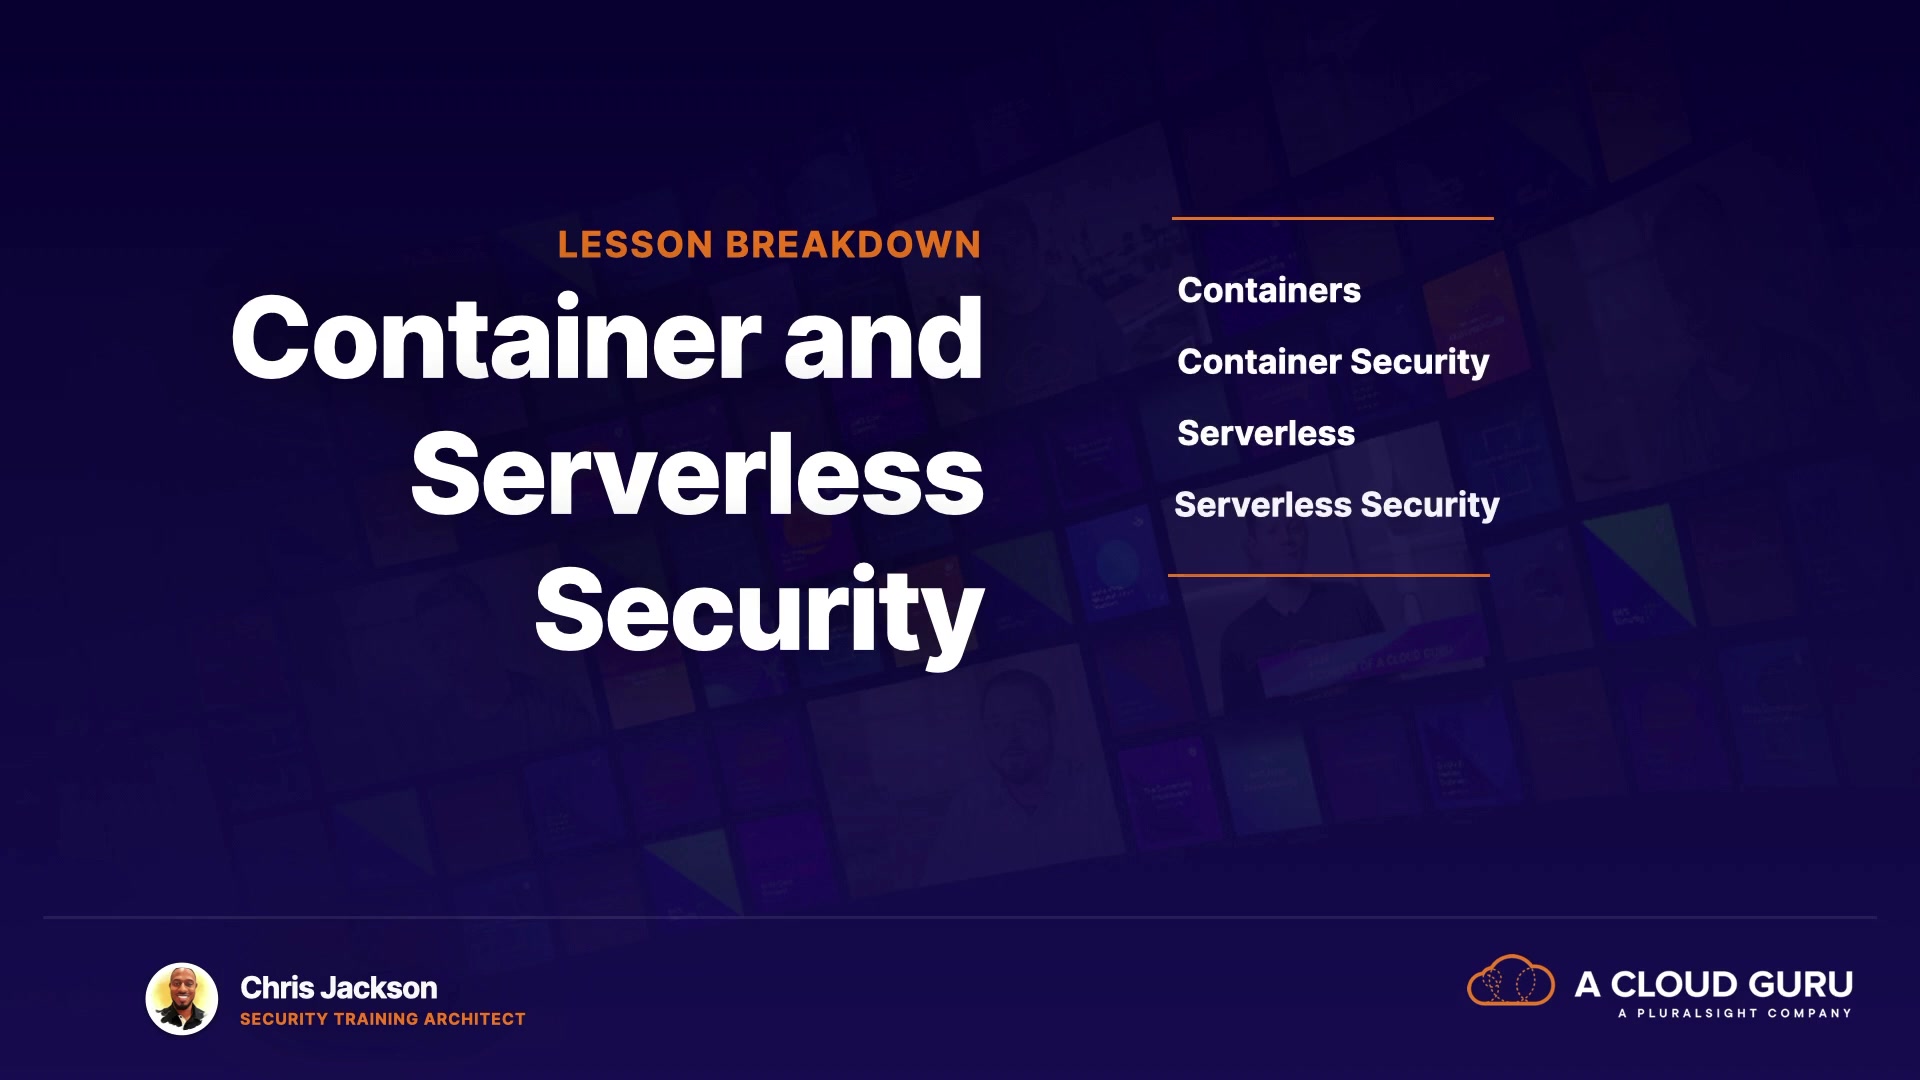 LESSON BREAKDOWN
Container and
Serverless
Security
Containers
Container Security
Serverless
Serverless Security
Chris Jackson
SECURITY TRAINING ARCHITECT
A CLOUD GURU
A PLURALSIGHT COMPANY